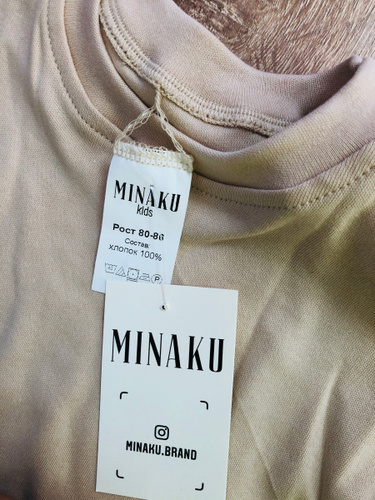 MINAKU
kids
Рост 80-86
Состав:
хлопок 100%
MINAKU
MINAKU.BRAND